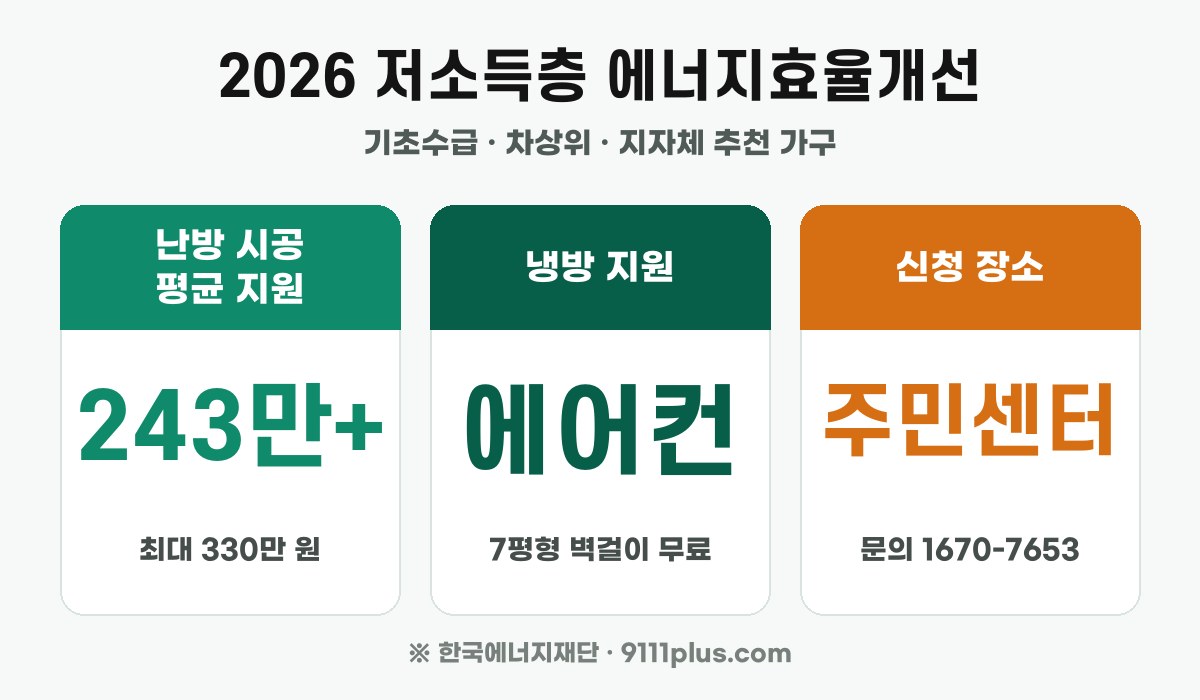 2026 저소득층 에너지효율개선
기초수급 · 차상위 · 지자체 추천 가구
난방 시공
평균 지원
243만+
최대 330만 원
냉방 지원
에어컨
7평형 벽걸이 무료
신청 장소
주민센터
문의 1670-7653
※ 한국에너지재단 · 9111plus.com